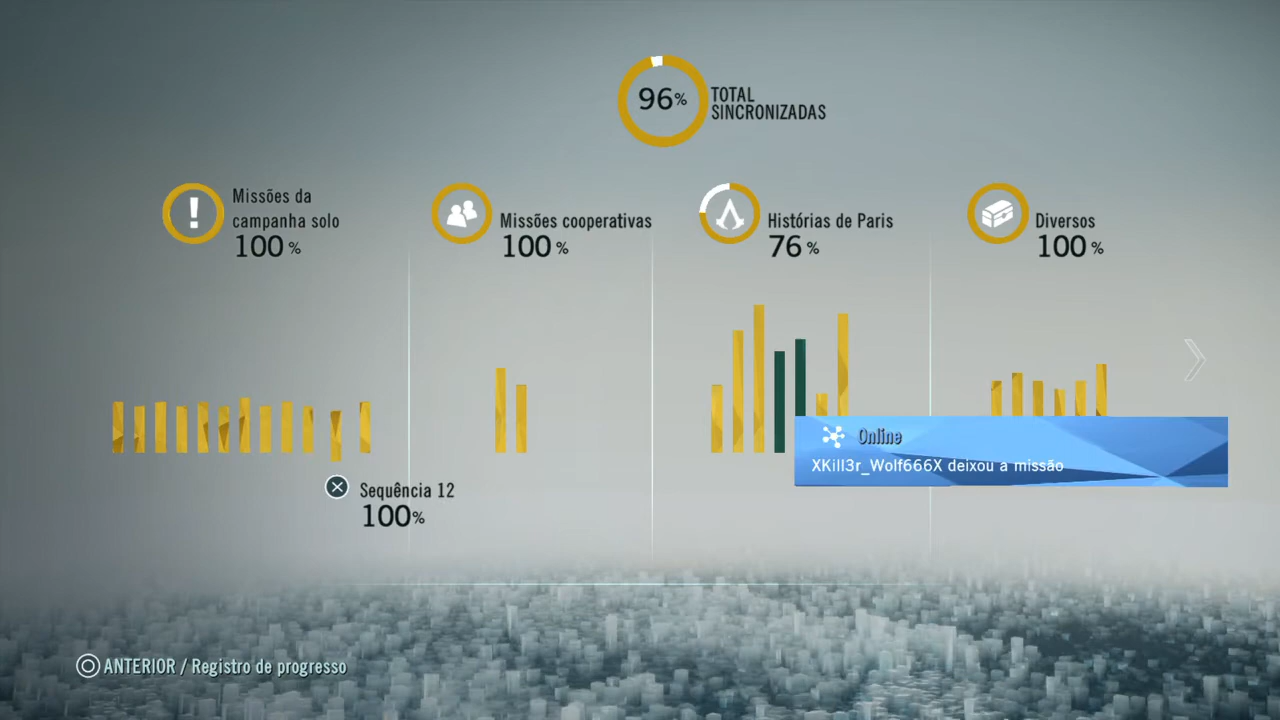 96%
TOTAL
SINCRONIZADAS
Missões da
campanha solo
100 %
Missões cooperativas
100 %
Histórias de Paris
76 %
Diversos
100 %
Online
XKill3r_Wolf666X deixou a missão
Sequência 12
100%
ANTERIOR / Registro de progresso